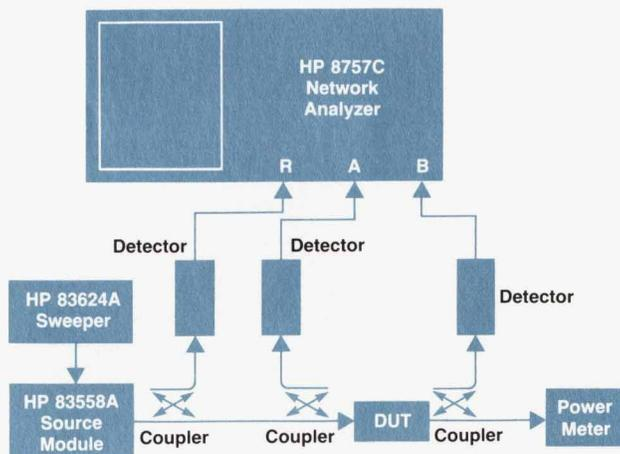 HP 8757C
Network
Analyzer
R A B
Detector
Detector
Detector
HP 83624A
Sweeper
HP 83558A
Source
Module
Coupler
Coupler
DUT
Coupler
Power
Meter